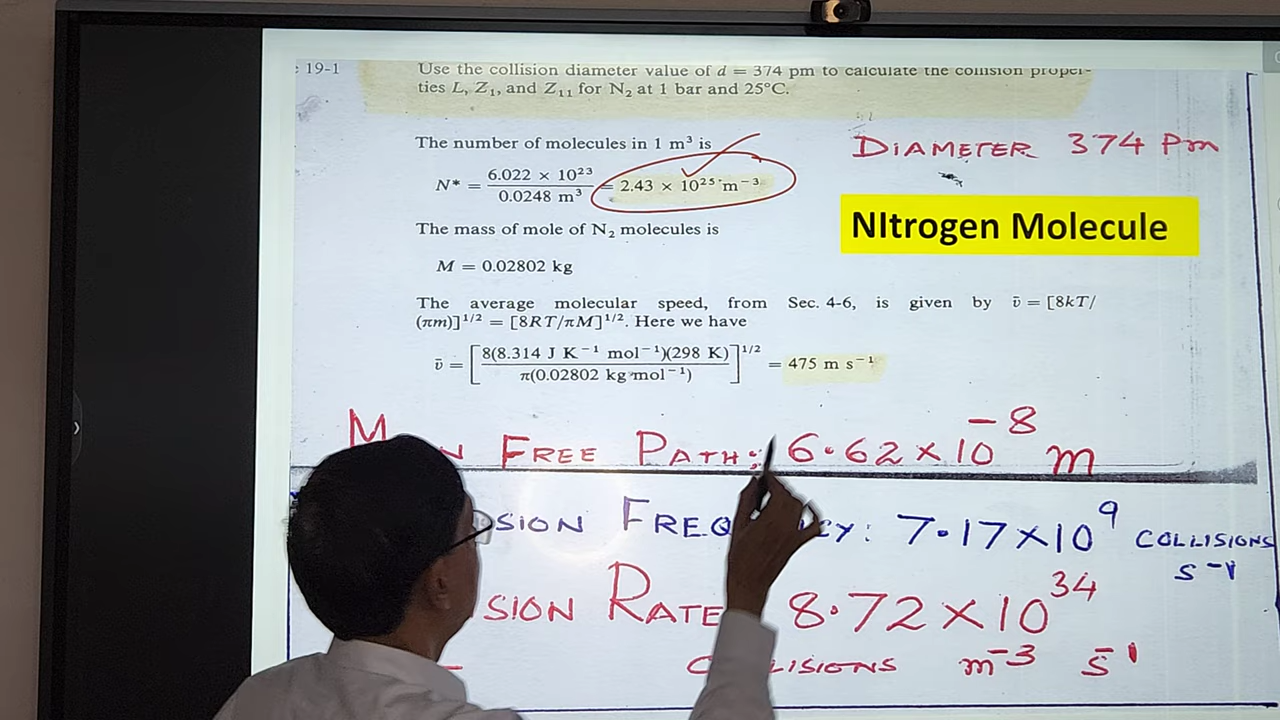 : 19-1 Use the collision diameter value of d = 374 pm to calculate the collision proper-
ties L, Z₁, and Z₁₁ for N₂ at 1 bar and 25°C.
The number of molecules in 1 m³ is
DIAMETER 374 Pm
N* = 6.022 × 10²³ / 0.0248 m³ = 2.43 × 10²⁵ m⁻³
NItrogen Molecule
The mass of mole of N₂ molecules is
M = 0.02802 kg
The average molecular speed, from Sec. 4-6, is given by v̄ = [8kT/
(πm)]¹/² = [8RT/πM]¹/². Here we have
v̄ = [8(8.314 J K⁻¹ mol⁻¹)(298 K) / π(0.02802 kg mol⁻¹)]¹/² = 475 m s⁻¹
FREE PATH: 6.62 × 10⁻⁸ m
7.17 × 10⁹ COLLISIONS
s⁻¹
RATE 8.72 × 10³⁴
m⁻³ s⁻¹